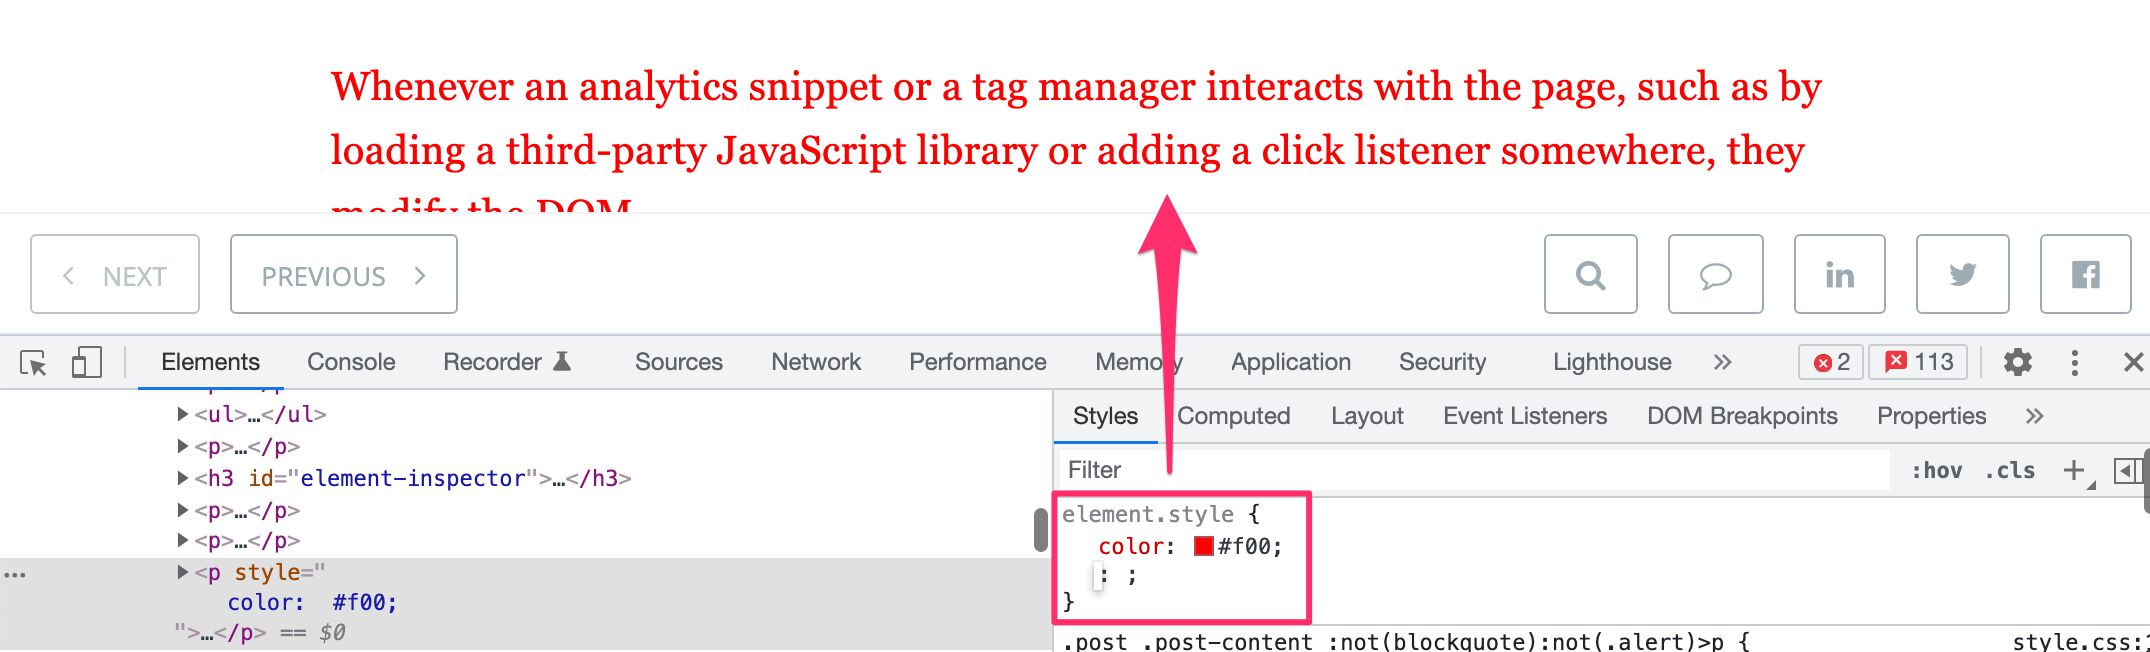 Whenever an analytics snippet or a tag manager interacts with the page, such as by
loading a third-party JavaScript library or adding a click listener somewhere, they
modify the DOM
NEXT
PREVIOUS
Elements Console Recorder Sources Network Performance Memory Application Security Lighthouse » 2 113
<ul>…</ul>
<p>…</p>
<h3 id="element-inspector">…</h3>
<p>…</p>
<p>…</p>
<p style="
color: #f00;
">…</p> == $0
Styles Computed Layout Event Listeners DOM Breakpoints Properties »
Filter :hov .cls +
element.style {
color: #f00;
: ;
}
.post .post-content :not(blockquote):not(.alert)>p { style.css: